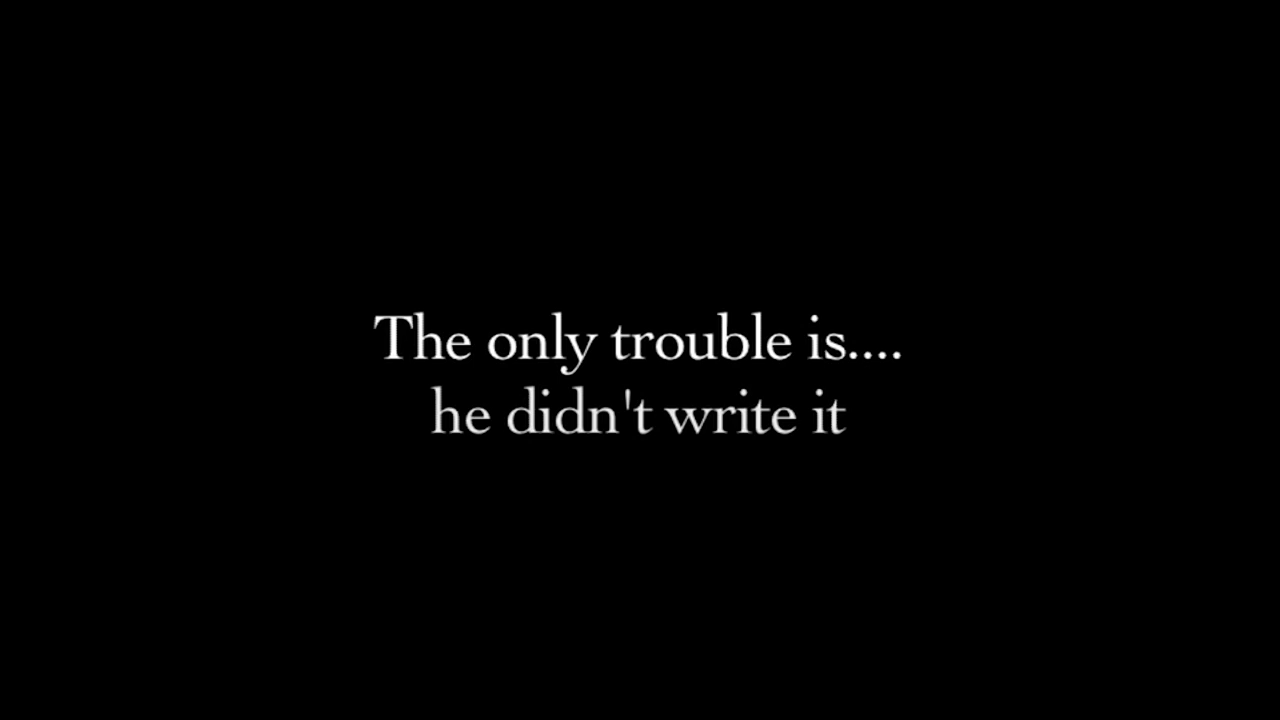 The only trouble is....
he didn't write it